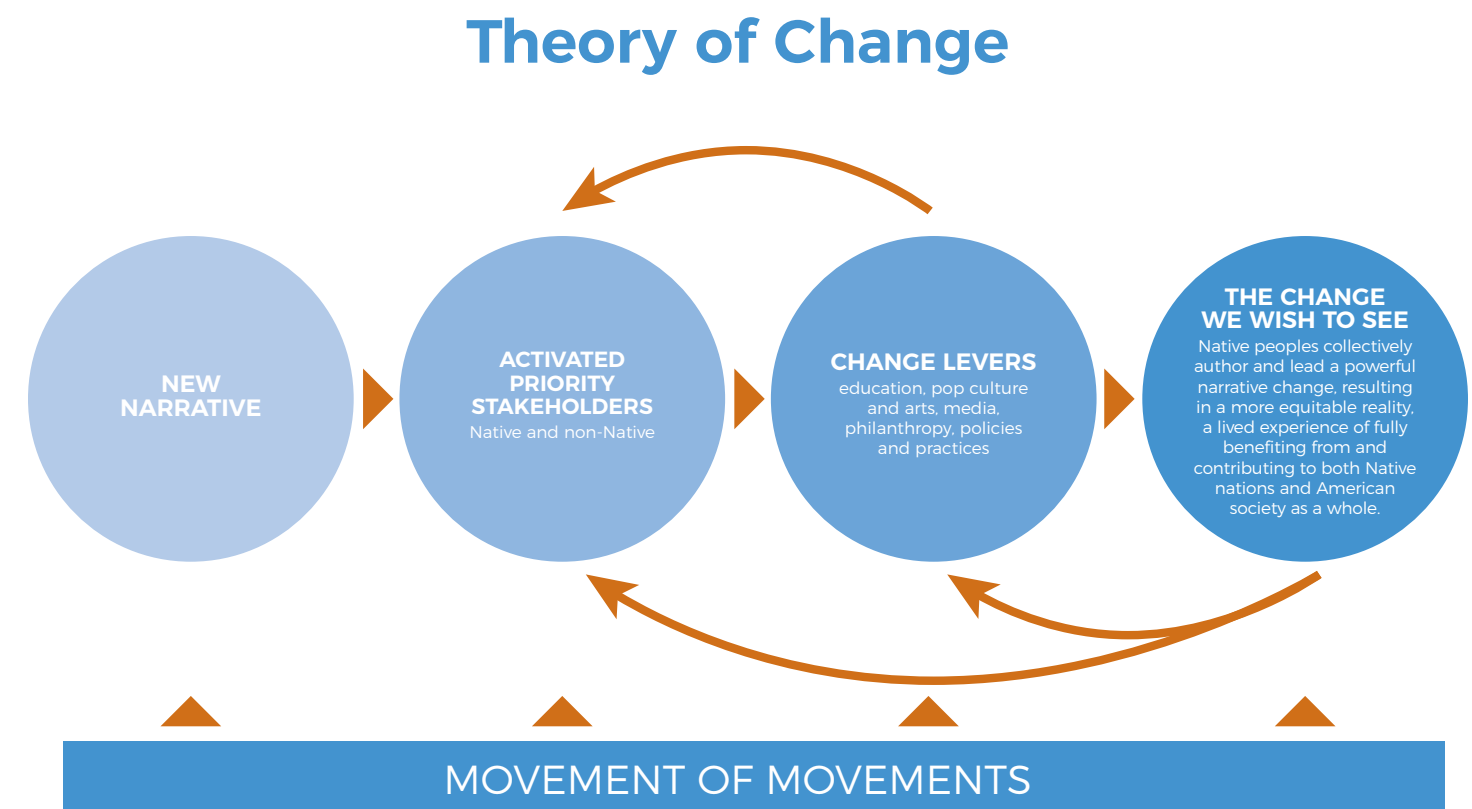 Theory of Change
NEW
NARRATIVE
ACTIVATED
PRIORITY
STAKEHOLDERS
Native and non-Native
CHANGE LEVERS
education, pop culture
and arts, media,
philanthropy, policies
and practices
THE CHANGE
WE WISH TO SEE
Native peoples collectively
author and lead a powerful
narrative change, resulting
in a more equitable reality,
a lived experience of fully
benefiting from and
contributing to both Native
nations and American
society as a whole.
MOVEMENT OF MOVEMENTS